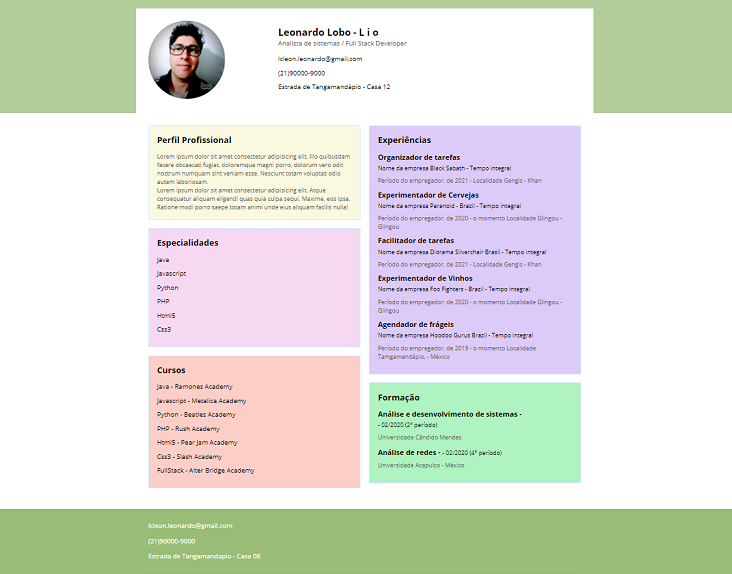 Leonardo Lobo - L i o
Analista de sistemas / Full Stack Developer
lcleon.leonardo@gmail.com
(21)90000-9000
Estrada de Tangamandápio - Casa 12
Perfil Profissional
Lorem ipsum dolor sit amet consectetur adipisicing elit. Illo quibusdam
facere obcaecati fugiat, doloremque magni porro, dolorum vero odit
nostrum numquam sint veniam esse. Nesciunt totam voluptas odio
autem laboriosam.
Lorem ipsum dolor sit amet consectetur adipisicing elit. Atque
consequatur aliquam eligendi quas quia culpa sequi. Maxime, eos ipsa.
Ratione modi porro saepe totam animi unde eius aliquam facilis nulla!
Especialidades
Java
Javascript
Python
PHP
Html5
Css3
Cursos
Java - Ramones Academy
Javascript - Metalica Academy
Python - Beatles Academy
PHP - Rush Academy
Html5 - Pear Jam Academy
Css3 - Slash Academy
FullStack - Alter Bridge Academy
Experiências
Organizador de tarefas
Nome da empresa Black Sabath - Tempo integral
Período do empregador. de 2021 - Localidade Gengis - Khan
Experimentador de Cervejas
Nome da empresa Paranoid - Brazil - Tempo integral
Período do empregador. de 2020 - o momento Localidade Glingou -
Glingou
Facilitador de tarefas
Nome da empresa Diorama Silverchair Brasil - Tempo integral
Período do empregador. de 2021 - Localidade Gengis - Khan
Experimentador de Vinhos
Nome da empresa Foo Fighters - Brazil - Tempo integral
Período do empregador. de 2020 - o momento Localidade Glingou -
Glingou
Agendador de frágeis
Nome da empresa Hoodoo Gurus Brazil - Tempo integral
Período do empregador. de 2019 - o momento Localidade
Tamgamandápio, - México
Formação
Análise e desenvolvimento de sistemas -
- 02/2020 (2º período)
Universidade Cândido Mendes
Análise de redes - - 02/2020 (4º período)
Universidade Acapulco - México
lcleon.leonardo@gmail.com
(21)90000-9000
Estrada de Tangamandapio - Casa 08